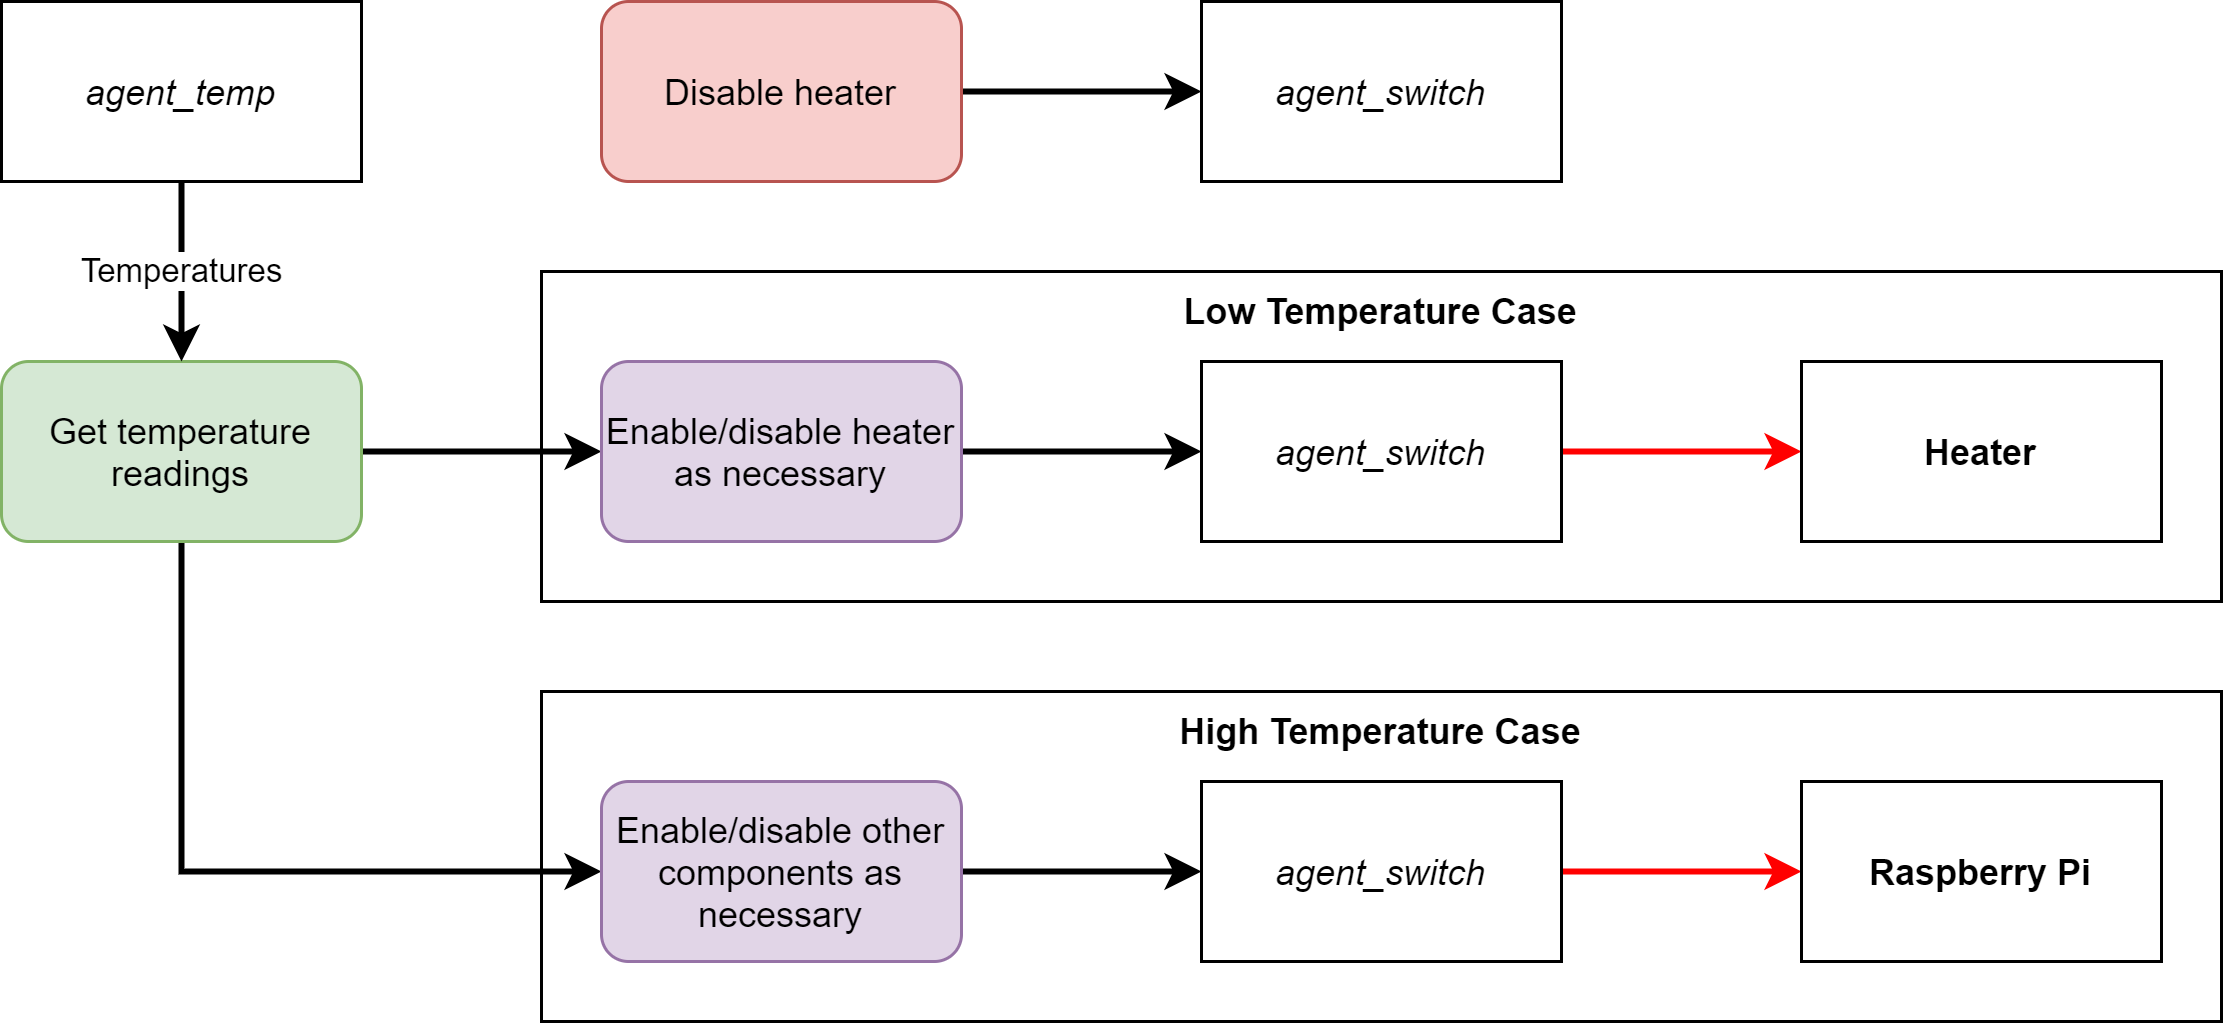 agent_temp
Disable heater
agent_switch
Temperatures
Low Temperature Case
Get temperature
readings
Enable/disable heater
as necessary
agent_switch
Heater
High Temperature Case
Enable/disable other
components as
necessary
agent_switch
Raspberry Pi